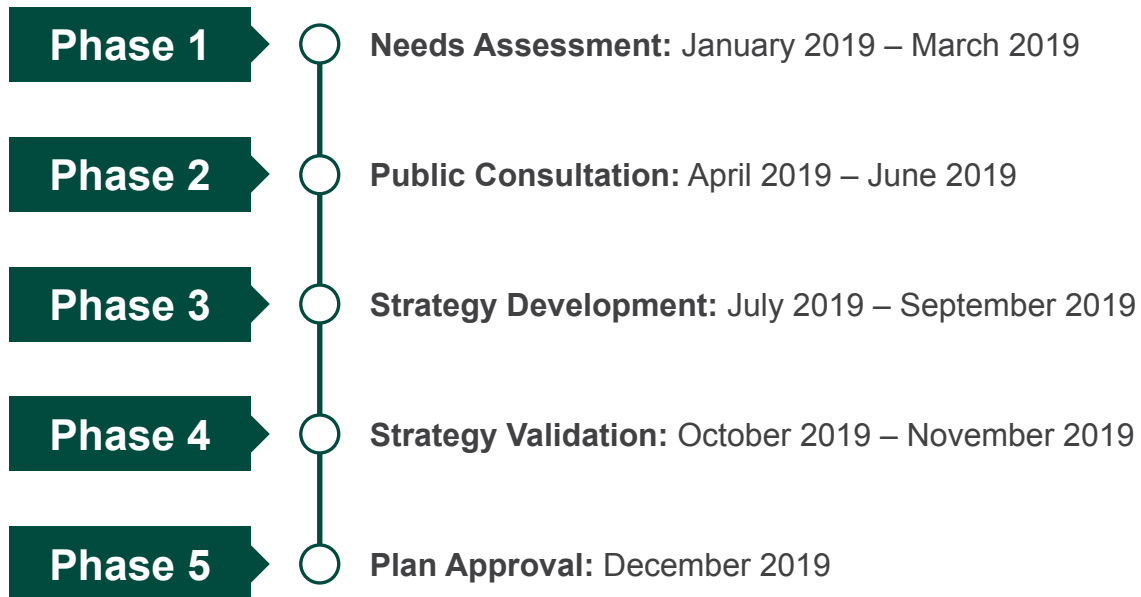 Phase 1
Needs Assessment: January 2019 – March 2019
Phase 2
Public Consultation: April 2019 – June 2019
Phase 3
Strategy Development: July 2019 – September 2019
Phase 4
Strategy Validation: October 2019 – November 2019
Phase 5
Plan Approval: December 2019